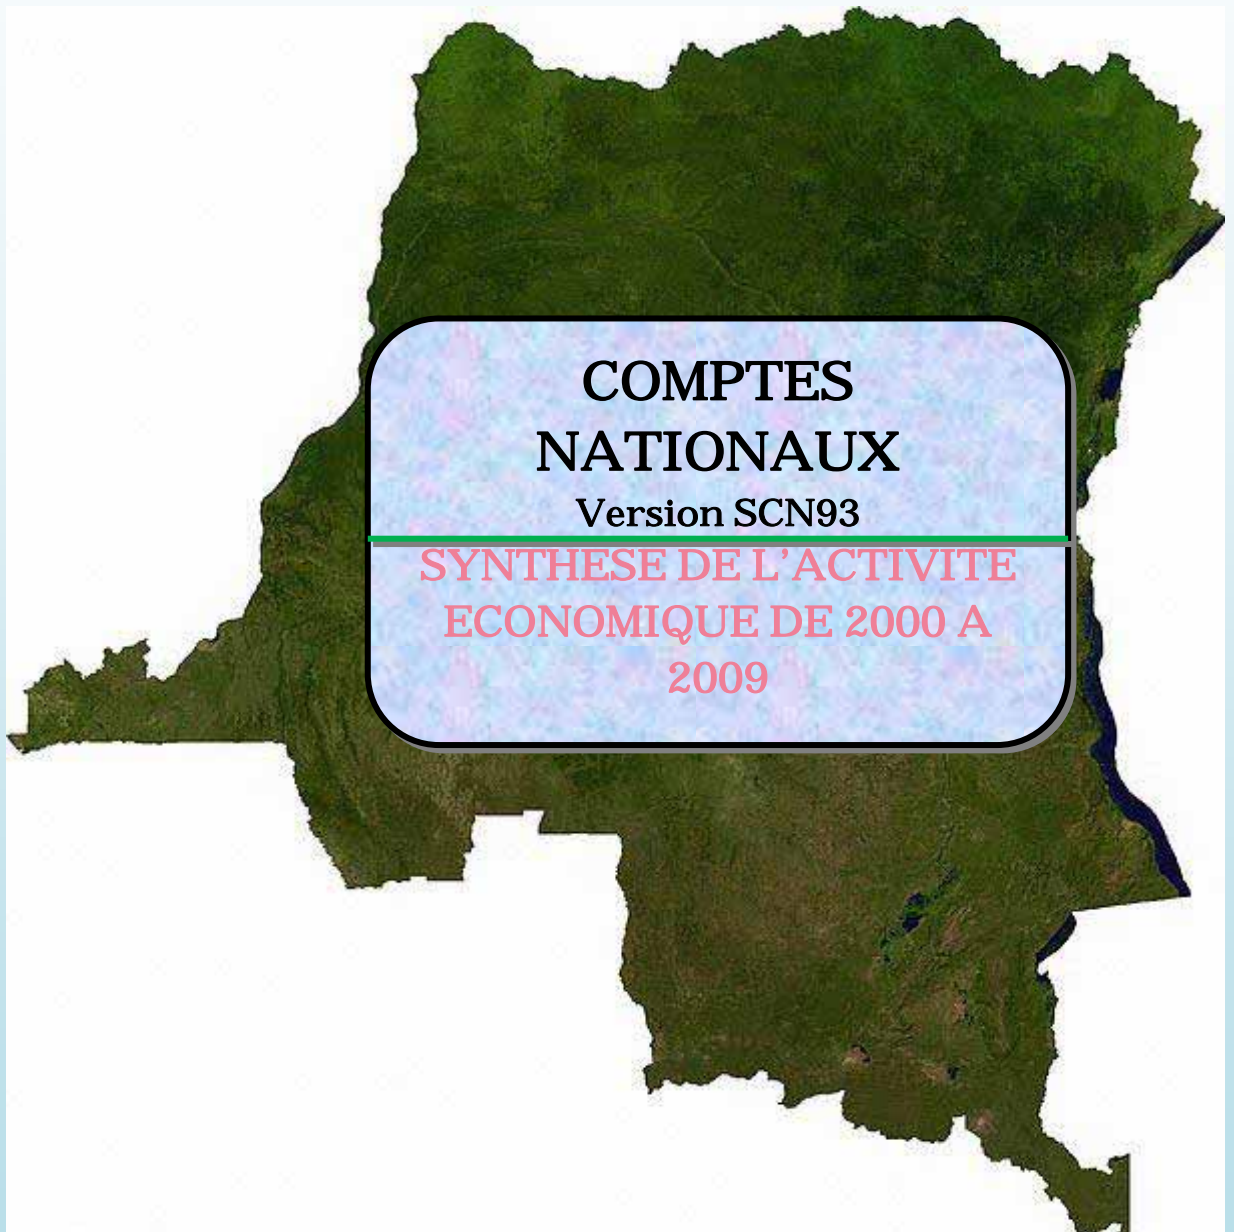 COMPTES
NATIONAUX
Version SCN93
SYNTHESE DE L'ACTIVITE
ECONOMIQUE DE 2000 A
2009